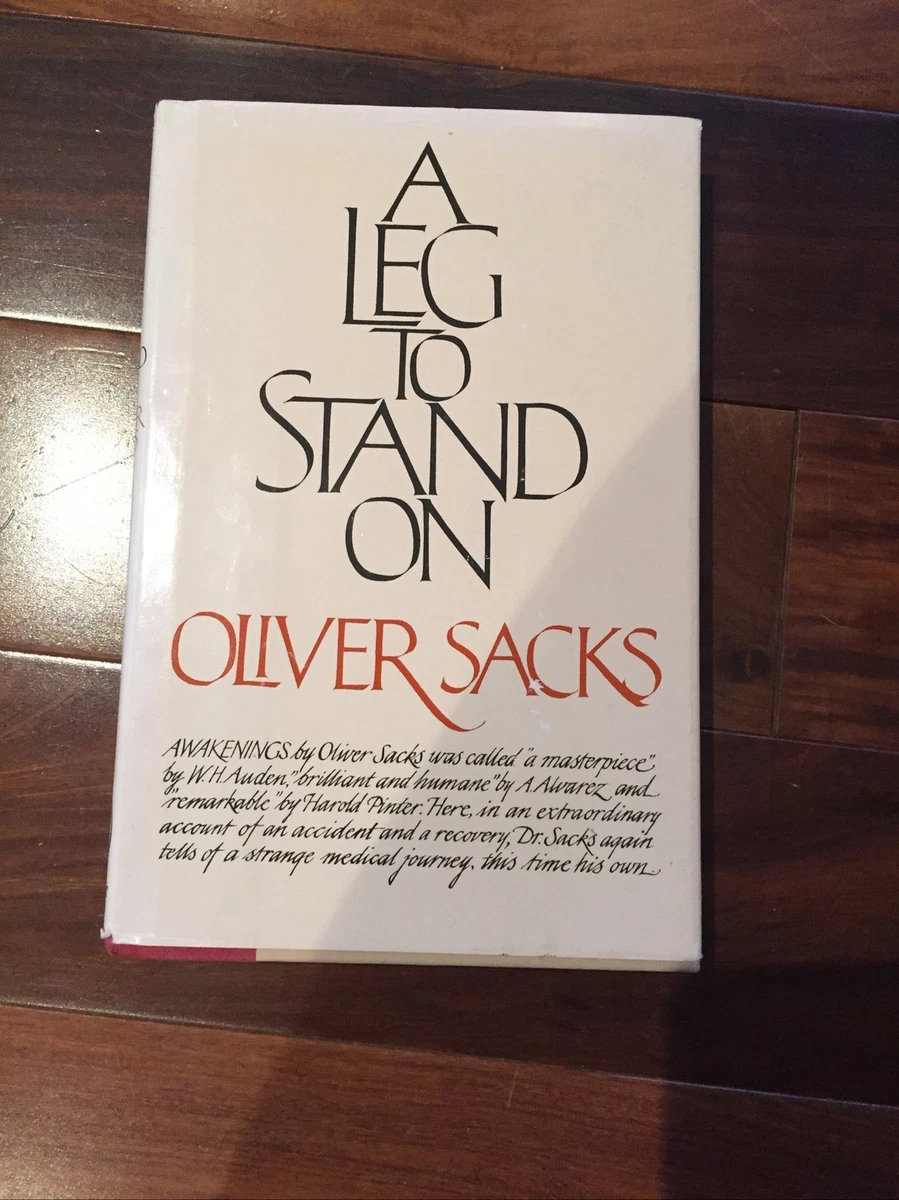 A
LEG
TO
STAND
ON
OLIVER SACKS
AWAKENINGS by Oliver Sacks was called "a masterpiece"
by W.H. Auden, "brilliant and humane" by A. Alvarez and
"remarkable" by Harold Pinter. Here, in an extraordinary
account of an accident and a recovery, Dr. Sacks again
tells of a strange medical journey, this time his own.